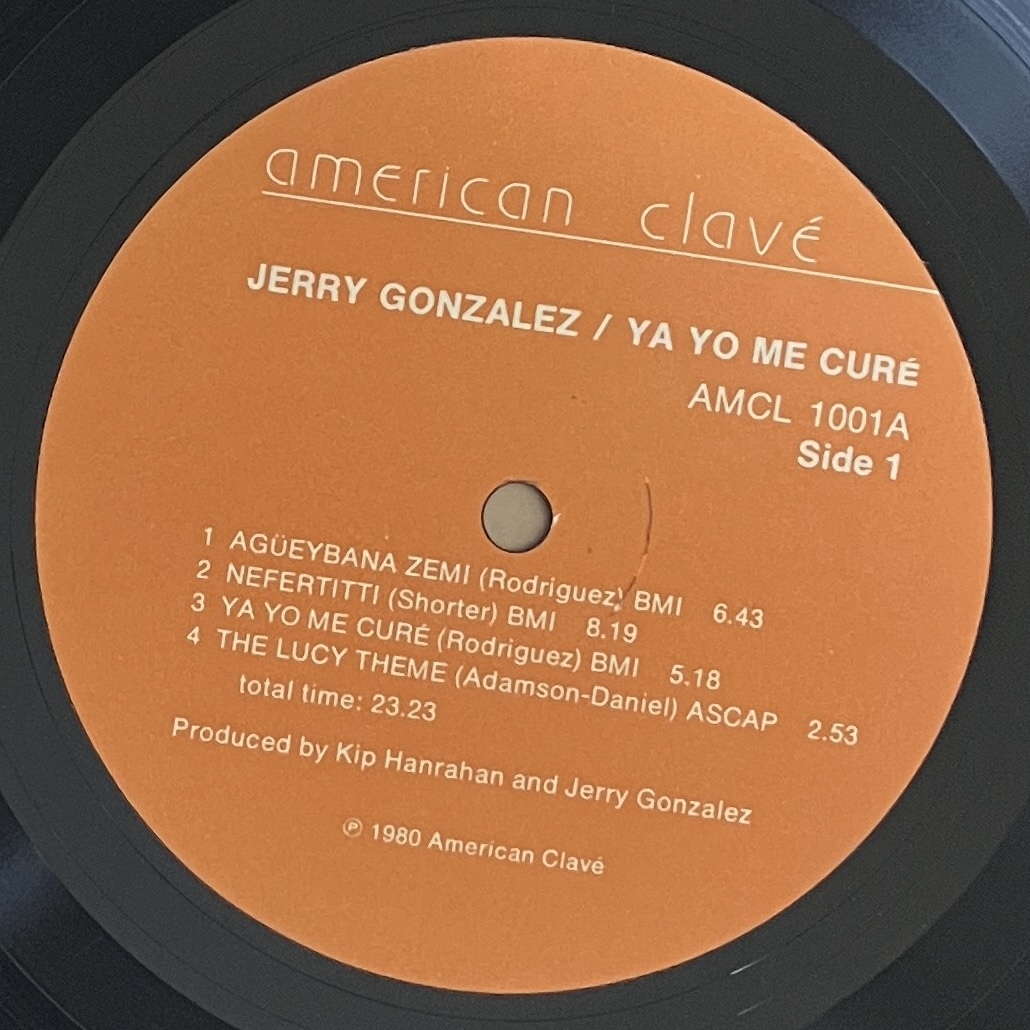 american clavé
JERRY GONZALEZ / YA YO ME CURÉ
AMCL 1001A
Side 1
1 AGÜEYBANA ZEMI (Rodriguez) BMI 6.43
2 NEFERTITTI (Shorter) BMI 8.19
3 YA YO ME CURÉ (Rodriguez) BMI 5.18
4 THE LUCY THEME (Adamson-Daniel) ASCAP 2.53
total time: 23.23
Produced by Kip Hanrahan and Jerry Gonzalez
℗ 1980 American Clavé